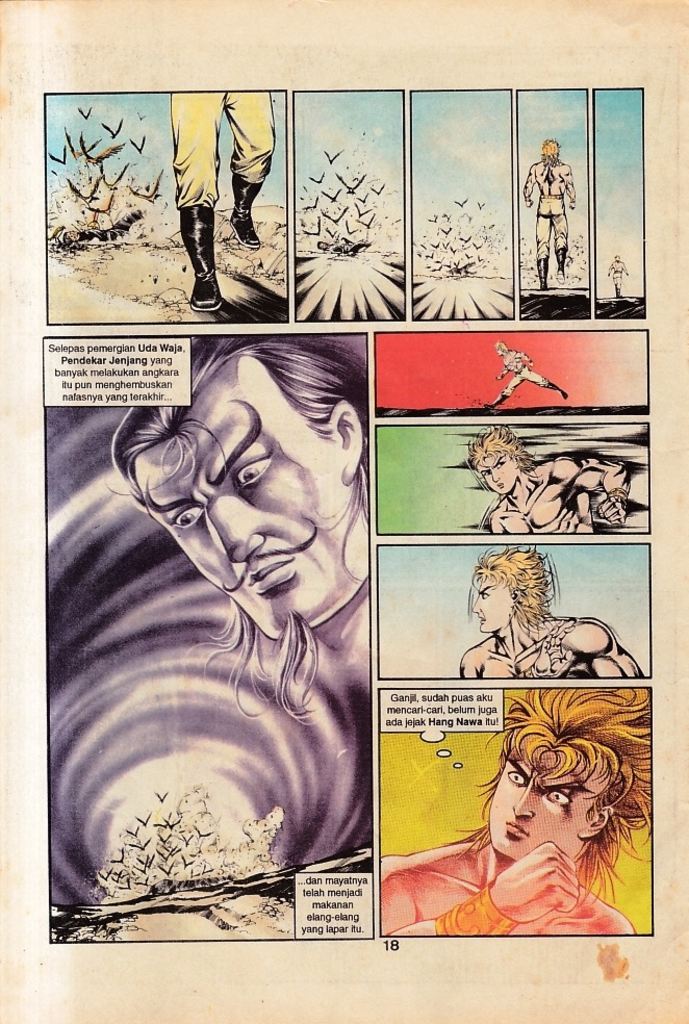 Selepas pemergian Uda Waja,
Pendekar Jenjang yang
banyak melakukan angkara
itu pun menghembuskan
nafasnya yang terakhir...
...dan mayatnya
telah menjadi
makanan
elang-elang
yang lapar itu.
Ganjil, sudah puas aku
mencari-cari, belum juga
ada jejak Hang Nawa itu!
18